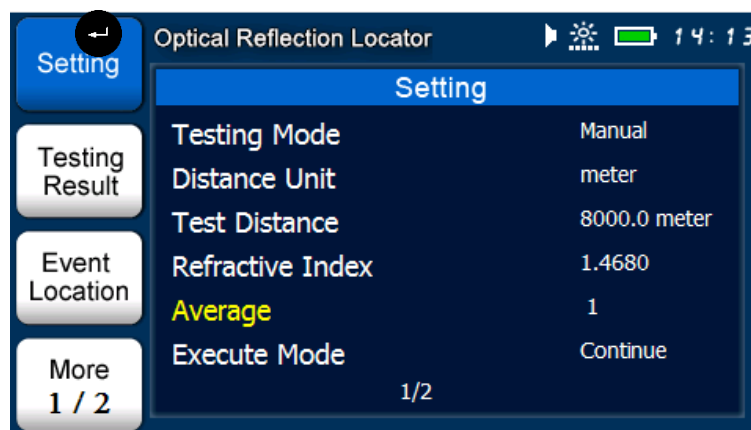 Optical Reflection Locator 14:13
Setting
Testing
Result
Event
Location
More
1 / 2
Setting
Testing Mode Manual
Distance Unit meter
Test Distance 8000.0 meter
Refractive Index 1.4680
Average 1
Execute Mode Continue
1/2